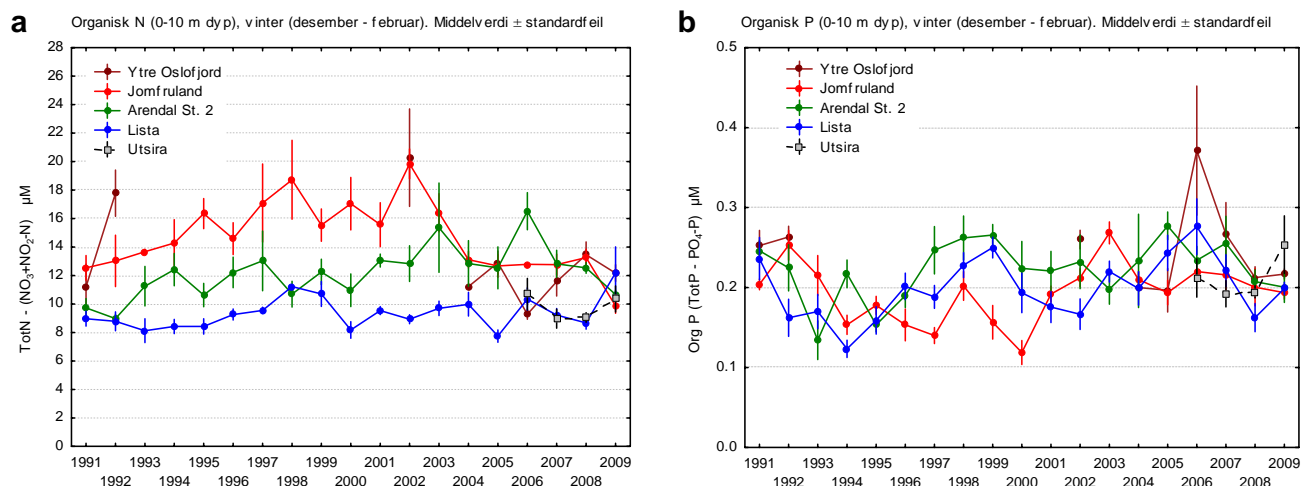 a
Organisk N (0-10 m dyp), vinter (desember - februar). Middelverdi ± standardfeil
TotN - (NO3+NO2-N) µM
28
26
24
22
20
18
16
14
12
10
8
6
4
2
0
Ytre Oslofjord
Jomfruland
Arendal St. 2
Lista
Utsira
1991 1993 1995 1997 1999 2001 2003 2005 2007 2009
1992 1994 1996 1998 2000 2002 2004 2006 2008
b
Organisk P (0-10 m dyp), vinter (desember - februar). Middelverdi ± standardfeil
Org P (TotP - PO4-P) µM
0.5
0.4
0.3
0.2
0.1
0.0
Ytre Oslofjord
Jomfruland
Arendal St. 2
Lista
Utsira
1991 1993 1995 1997 1999 2001 2003 2005 2007 2009
1992 1994 1996 1998 2000 2002 2004 2006 2008